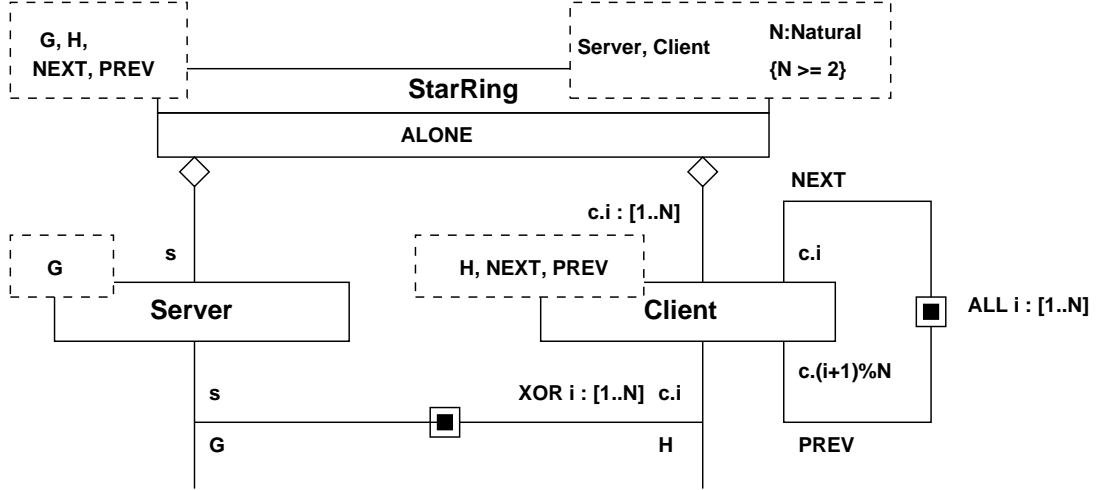 G, H,
NEXT, PREV
Server, Client
N:Natural
{N >= 2}
StarRing
ALONE
NEXT
c.i : [1..N]
G
s
H, NEXT, PREV
c.i
Server
Client
ALL i : [1..N]
c.(i+1)%N
s
XOR i : [1..N] c.i
G
H
PREV